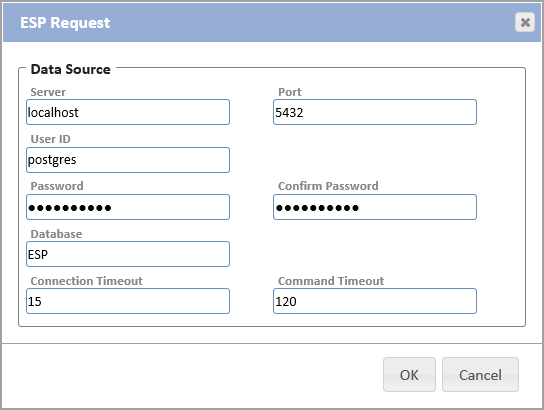 ESP Request
Data Source
Server Port
localhost 5432
User ID
postgres
Password Confirm Password
●●●●●●●●●● ●●●●●●●●●●
Database
ESP
Connection Timeout Command Timeout
15 120
OK Cancel